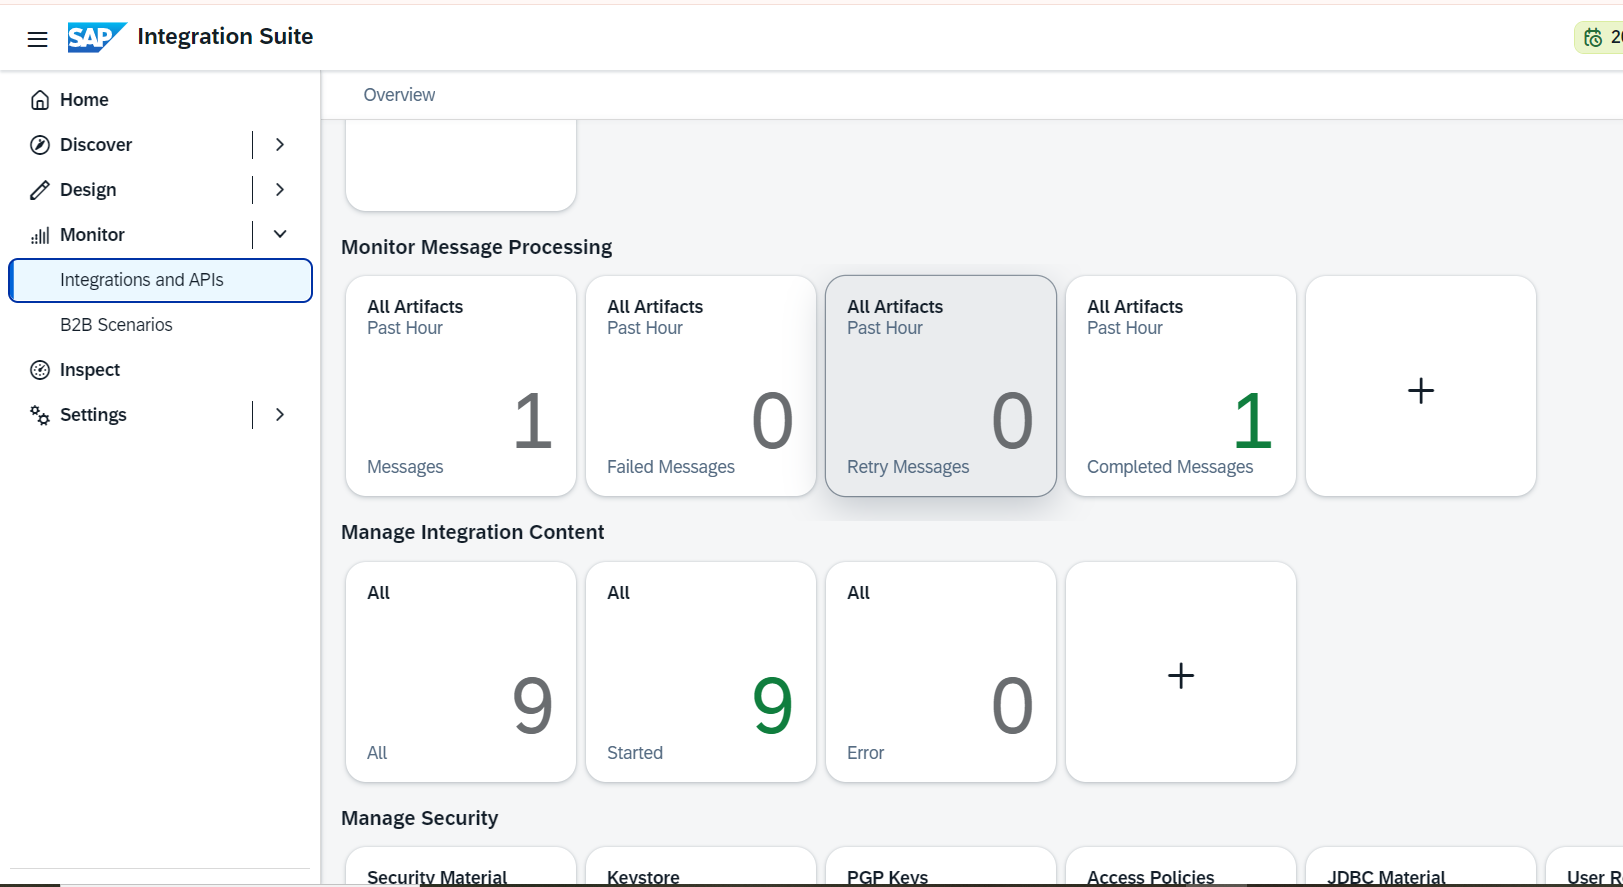 SAP Integration Suite
20
Home
Discover
Design
Monitor
Integrations and APIs
B2B Scenarios
Inspect
Settings
Overview
Monitor Message Processing
All Artifacts
Past Hour
1
Messages
All Artifacts
Past Hour
0
Failed Messages
All Artifacts
Past Hour
0
Retry Messages
All Artifacts
Past Hour
1
Completed Messages
+
Manage Integration Content
All
9
All
All
9
Started
All
0
Error
+
Manage Security
Security Material
Keystore
PGP Keys
Access Policies
JDBC Material
User R